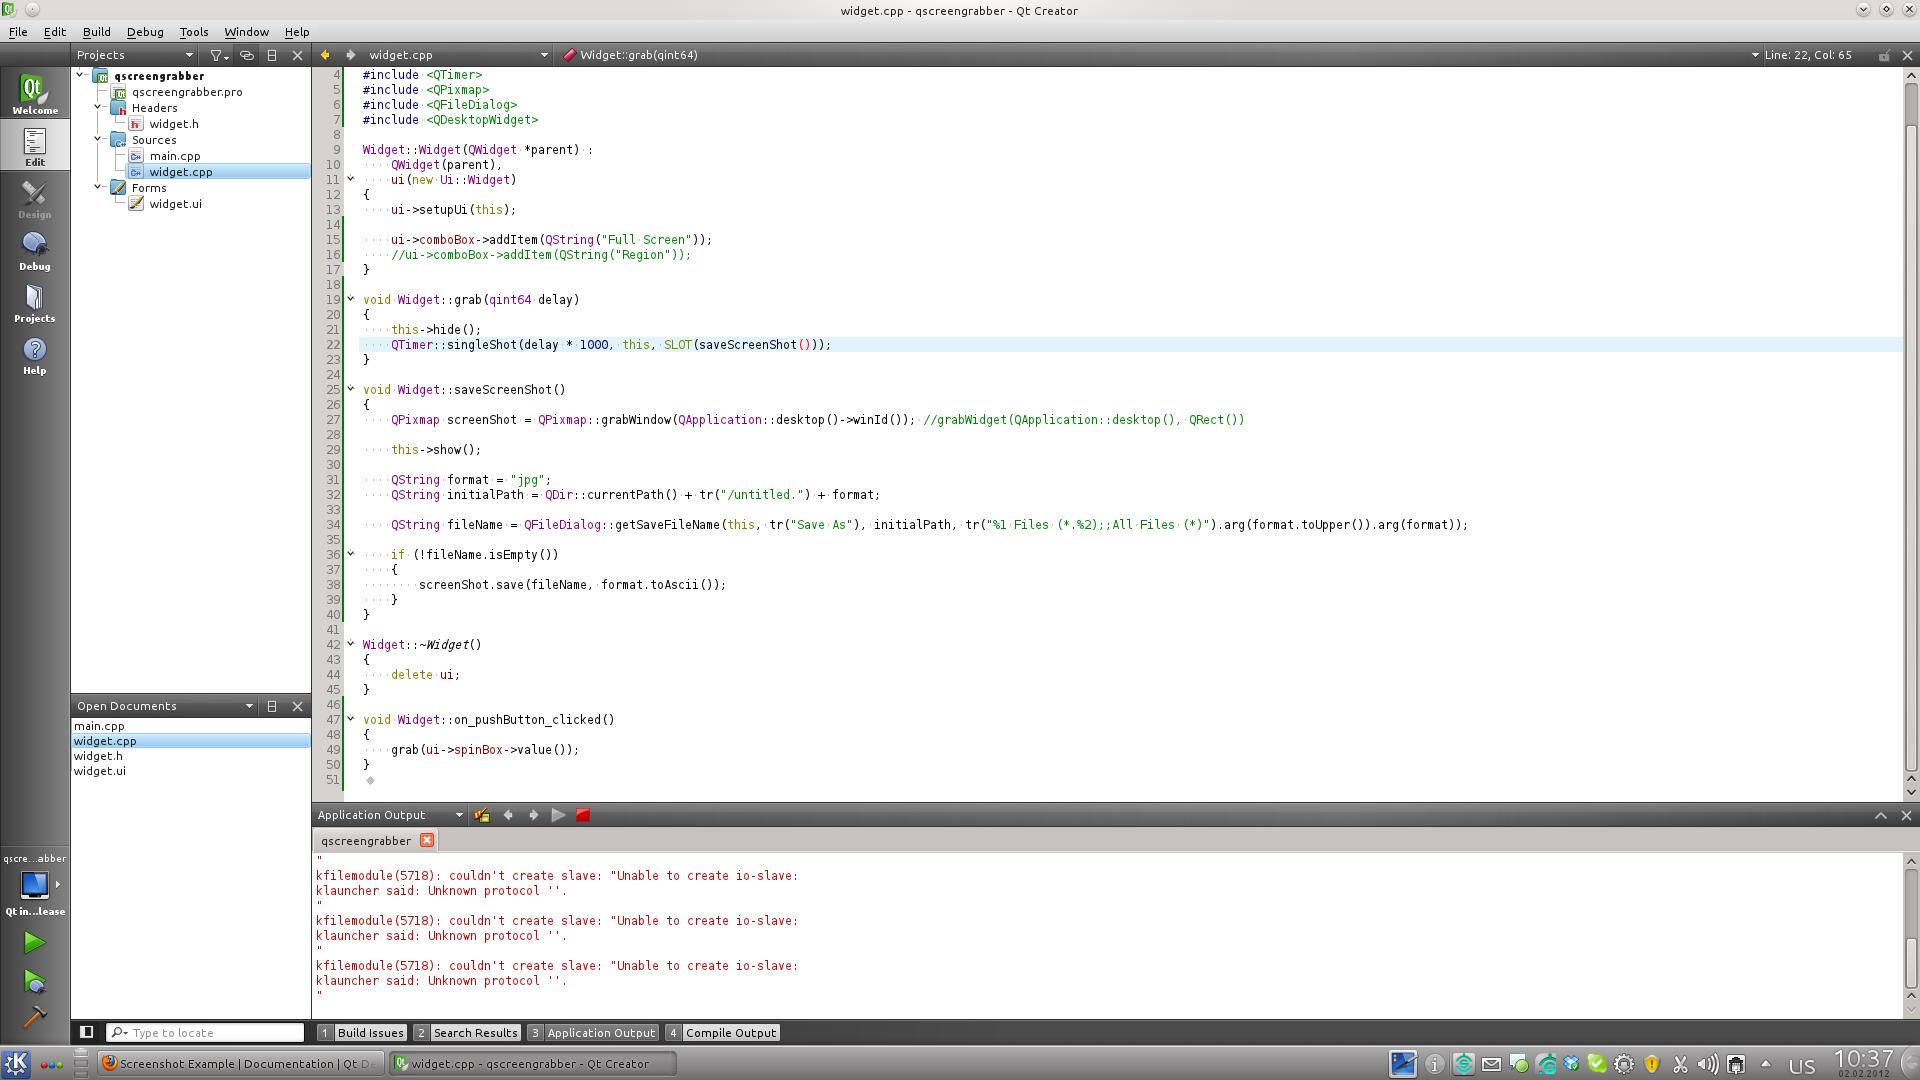 widget.cpp - qscreengrabber - Qt Creator
File Edit Build Debug Tools Window Help
Projects
widget.cpp
Widget::grab(qint64)
Line: 22, Col: 65
Welcome
Edit
Design
Debug
Projects
Help
qscreengrabber
qscreengrabber.pro
Headers
widget.h
Sources
main.cpp
widget.cpp
Forms
widget.ui
4 #include <QTimer>
5 #include <QPixmap>
6 #include <QFileDialog>
7 #include <QDesktopWidget>
8
9 Widget::Widget(QWidget *parent) :
10 QWidget(parent),
11 ui(new Ui::Widget)
12 {
13 ui->setupUi(this);
14
15 ui->comboBox->addItem(QString("Full Screen"));
16 //ui->comboBox->addItem(QString("Region"));
17 }
18
19 void Widget::grab(qint64 delay)
20 {
21 this->hide();
22 QTimer::singleShot(delay * 1000, this, SLOT(saveScreenShot()));
23 }
24
25 void Widget::saveScreenShot()
26 {
27 QPixmap screenShot = QPixmap::grabWindow(QApplication::desktop()->winId()); //grabWidget(QApplication::desktop(), QRect())
28
29 this->show();
30
31 QString format = "jpg";
32 QString initialPath = QDir::currentPath() + tr("/untitled.") + format;
33
34 QString fileName = QFileDialog::getSaveFileName(this, tr("Save As"), initialPath, tr("%1 Files (*.%2);;All Files (*)").arg(format.toUpper()).arg(format));
35
36 if (!fileName.isEmpty())
37 {
38 screenShot.save(fileName, format.toAscii());
39 }
40 }
41
42 Widget::~Widget()
43 {
44 delete ui;
45 }
46
47 void Widget::on_pushButton_clicked()
48 {
49 grab(ui->spinBox->value());
50 }
51
Open Documents
main.cpp
widget.cpp
widget.h
widget.ui
Application Output
qscreengrabber
"
kfilemodule(5718): couldn't create slave: "Unable to create io-slave:
klauncher said: Unknown protocol ''.
"
kfilemodule(5718): couldn't create slave: "Unable to create io-slave:
klauncher said: Unknown protocol ''.
"
kfilemodule(5718): couldn't create slave: "Unable to create io-slave:
klauncher said: Unknown protocol ''.
"
qscre...abber
Qt in...lease
Type to locate
1 Build Issues 2 Search Results 3 Application Output 4 Compile Output
Screenshot Example | Documentation | Qt De
widget.cpp - qscreengrabber - Qt Creator
US
10:37
02.02.2012